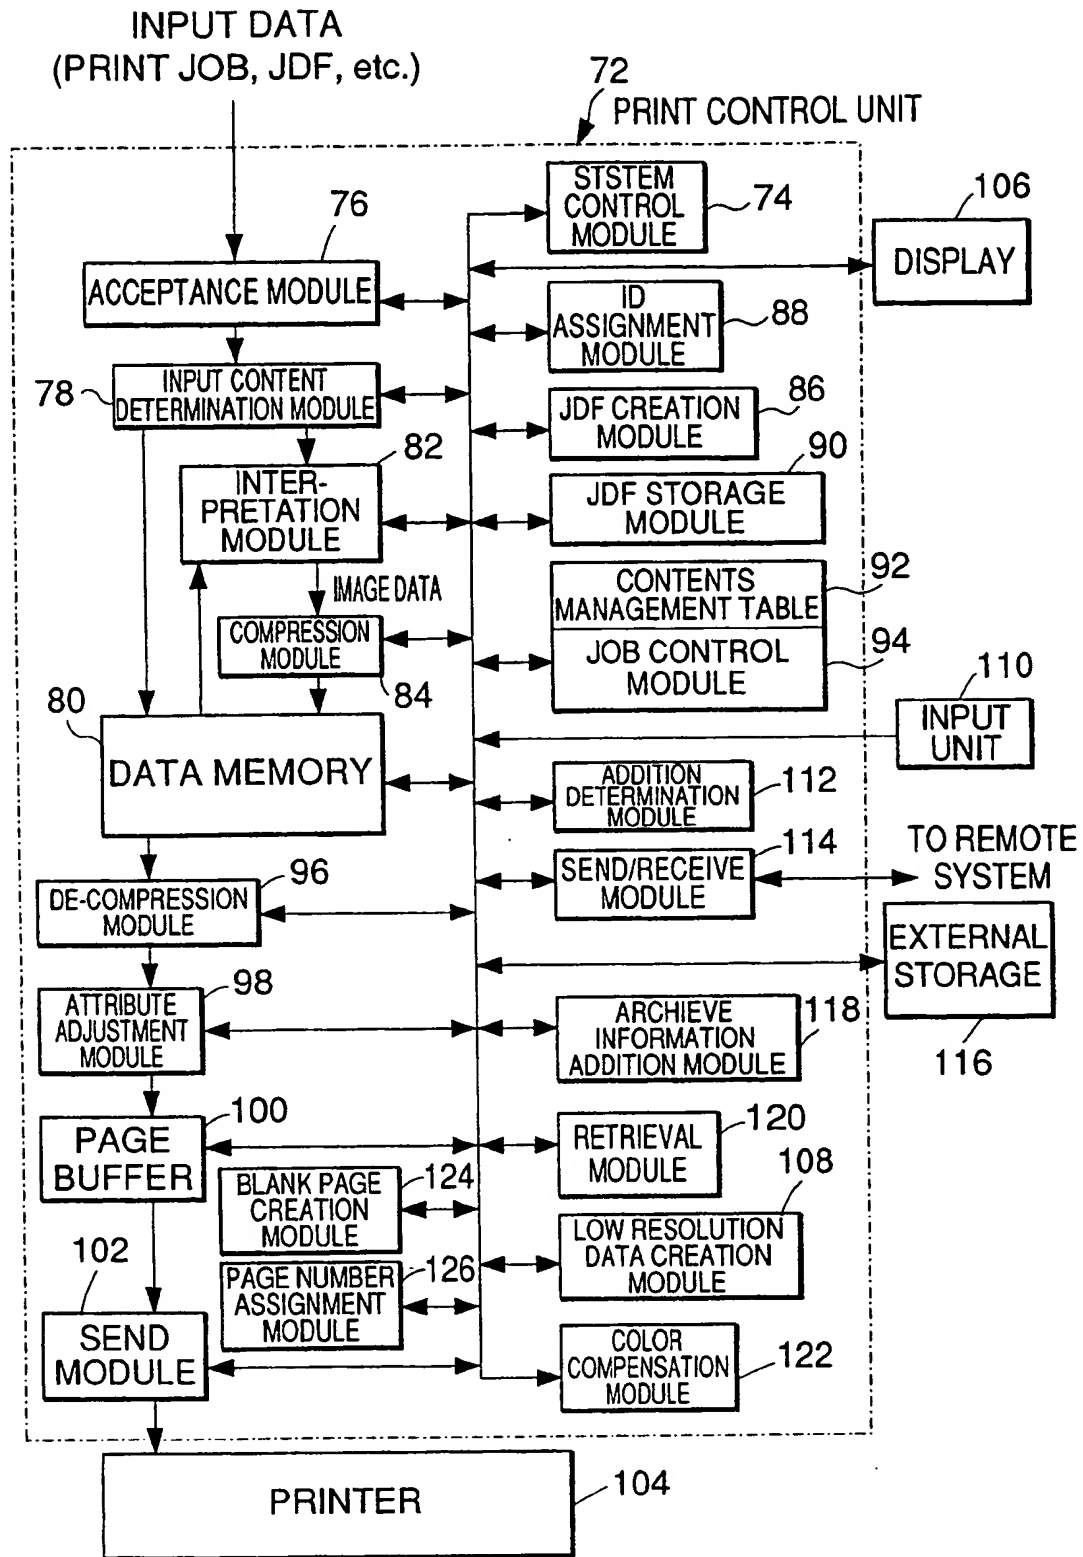 INPUT DATA
(PRINT JOB, JDF, etc.)
72
PRINT CONTROL UNIT
STSTEM
CONTROL
MODULE
74
106
DISPLAY
76
ACCEPTANCE MODULE
ID
ASSIGNMENT
MODULE
88
78
INPUT CONTENT
DETERMINATION MODULE
JDF CREATION
MODULE
86
82
INTER-
PRETATION
MODULE
90
JDF STORAGE
MODULE
IMAGE DATA
CONTENTS
MANAGEMENT TABLE
92
COMPRESSION
MODULE
84
JOB CONTROL
MODULE
94
80
DATA MEMORY
110
INPUT
UNIT
ADDITION
DETERMINATION
MODULE
112
SEND/RECEIVE
MODULE
114
TO REMOTE
SYSTEM
96
DE-COMPRESSION
MODULE
EXTERNAL
STORAGE
116
98
ATTRIBUTE
ADJUSTMENT
MODULE
ARCHIEVE
INFORMATION
ADDITION MODULE
118
100
PAGE
BUFFER
RETRIEVAL
MODULE
120
124
BLANK PAGE
CREATION
MODULE
108
LOW RESOLUTION
DATA CREATION
MODULE
126
PAGE NUMBER
ASSIGNMENT
MODULE
102
SEND
MODULE
COLOR
COMPENSATION
MODULE
122
PRINTER
104